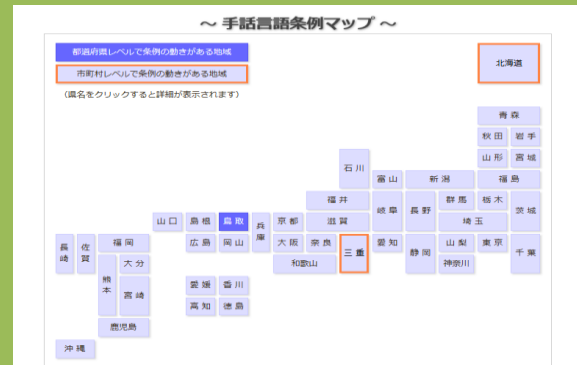 ～ 手話言語条例マップ ～
都道府県レベルで条例の動きがある地域
市町村レベルで条例の動きがある地域
（県名をクリックすると詳細が表示されます）
北海道
青森
秋田 岩手
山形 宮城
石川
富山 新潟 福島
福井 岐阜 長野 群馬 栃木 茨城
山口 島根 鳥取 兵庫 京都 滋賀 埼玉
長崎 佐賀 福岡 広島 岡山 大阪 奈良 三重 愛知 静岡 山梨 東京 千葉
大分 和歌山 神奈川
熊本 宮崎 愛媛 香川
高知 徳島
鹿児島
沖縄